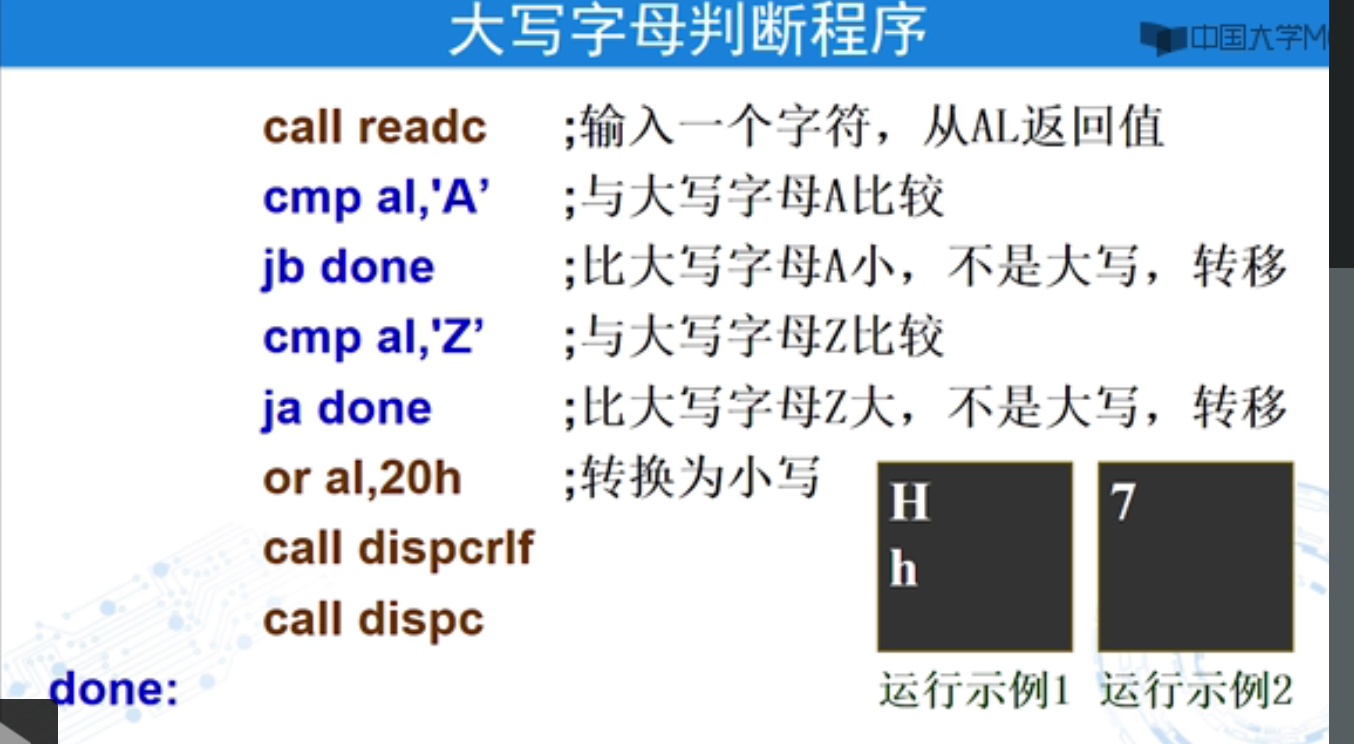 大写字母判断程序
中国大学M
call readc ;输入一个字符，从AL返回值
cmp al,'A’ ;与大写字母A比较
jb done ;比大写字母A小，不是大写，转移
cmp al,'Z’ ;与大写字母Z比较
ja done ;比大写字母Z大，不是大写，转移
or al,20h ;转换为小写
call dispcrlf
call dispc
done:
H
h
运行示例1
7
运行示例2